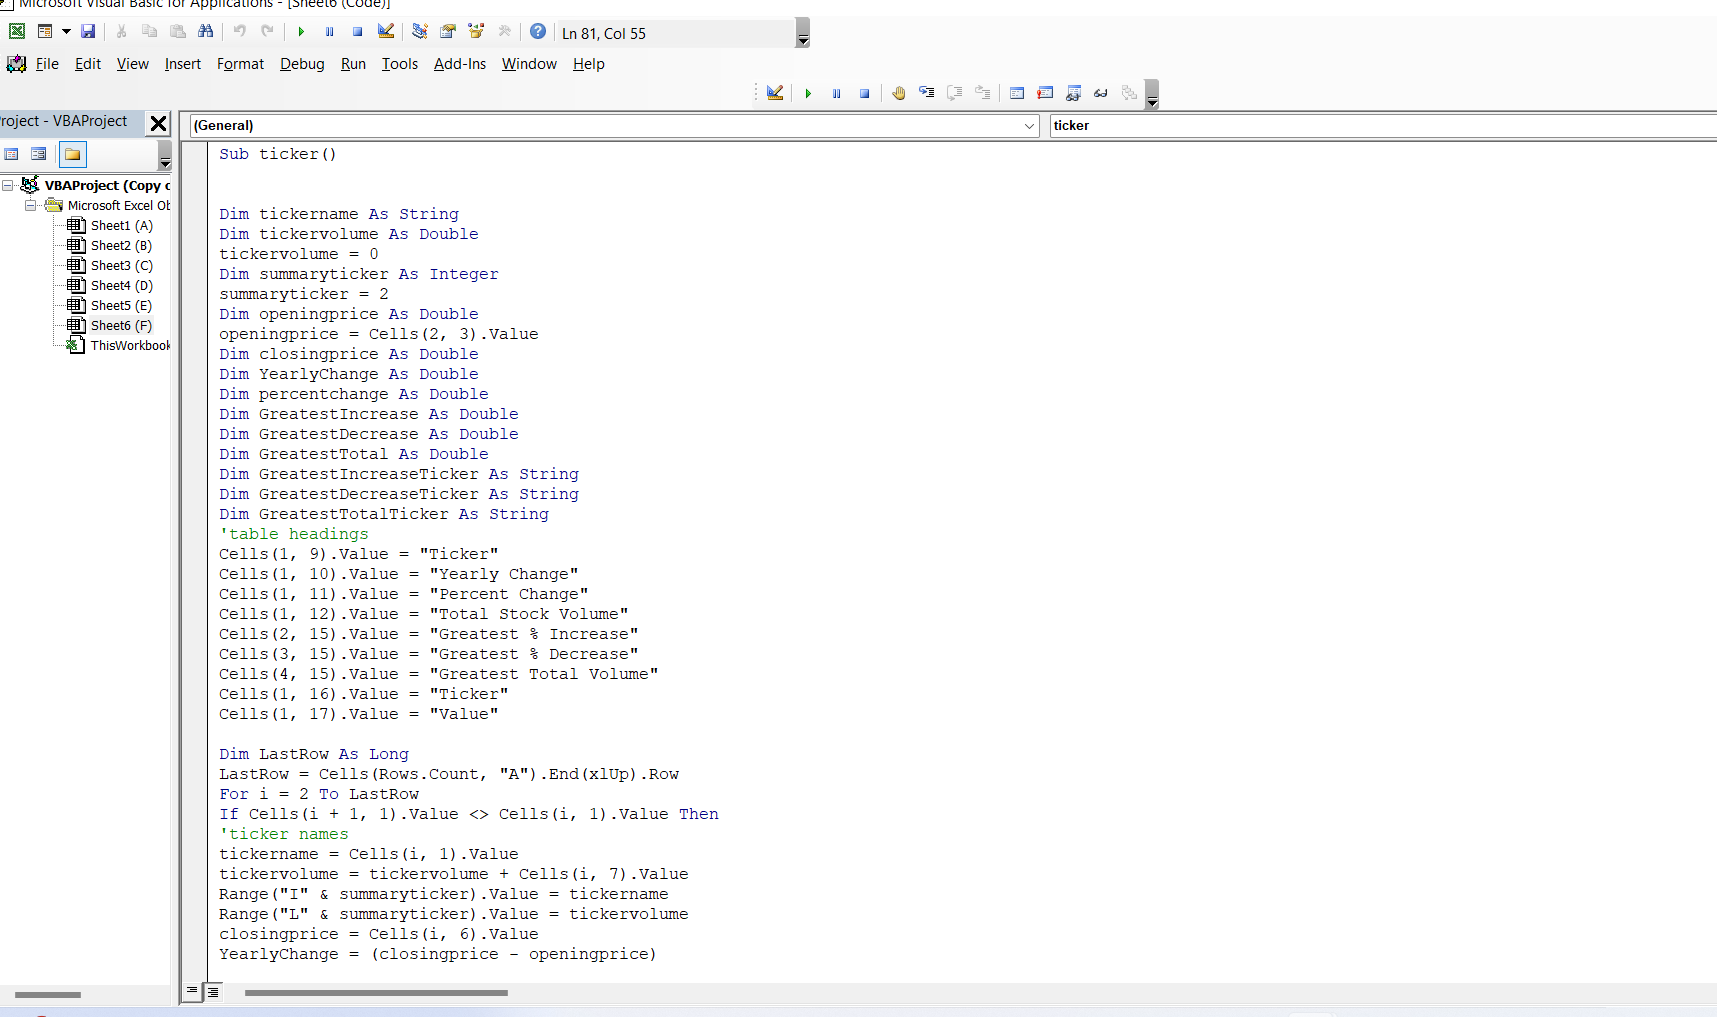 Microsoft Visual Basic for Applications - [Sheet6 (Code)]
Ln 81, Col 55
File Edit View Insert Format Debug Run Tools Add-Ins Window Help
roject - VBAProject
(General)
ticker
VBAProject (Copy
Microsoft Excel Ob
Sheet1 (A)
Sheet2 (B)
Sheet3 (C)
Sheet4 (D)
Sheet5 (E)
Sheet6 (F)
ThisWorkbook
Sub ticker()
Dim tickername As String
Dim tickervolume As Double
tickervolume = 0
Dim summaryticker As Integer
summaryticker = 2
Dim openingprice As Double
openingprice = Cells(2, 3).Value
Dim closingprice As Double
Dim YearlyChange As Double
Dim percentchange As Double
Dim GreatestIncrease As Double
Dim GreatestDecrease As Double
Dim GreatestTotal As Double
Dim GreatestIncreaseTicker As String
Dim GreatestDecreaseTicker As String
Dim GreatestTotalTicker As String
'table headings
Cells(1, 9).Value = "Ticker"
Cells(1, 10).Value = "Yearly Change"
Cells(1, 11).Value = "Percent Change"
Cells(1, 12).Value = "Total Stock Volume"
Cells(2, 15).Value = "Greatest % Increase"
Cells(3, 15).Value = "Greatest % Decrease"
Cells(4, 15).Value = "Greatest Total Volume"
Cells(1, 16).Value = "Ticker"
Cells(1, 17).Value = "Value"
Dim LastRow As Long
LastRow = Cells(Rows.Count, "A").End(xlUp).Row
For i = 2 To LastRow
If Cells(i + 1, 1).Value <> Cells(i, 1).Value Then
'ticker names
tickername = Cells(i, 1).Value
tickervolume = tickervolume + Cells(i, 7).Value
Range("I" & summaryticker).Value = tickername
Range("L" & summaryticker).Value = tickervolume
closingprice = Cells(i, 6).Value
YearlyChange = (closingprice - openingprice)